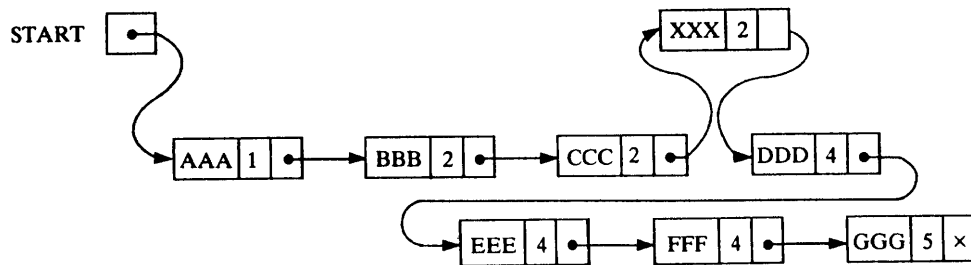 START
XXX 2
AAA 1
BBB 2
CCC 2
DDD 4
EEE 4
FFF 4
GGG 5 ×